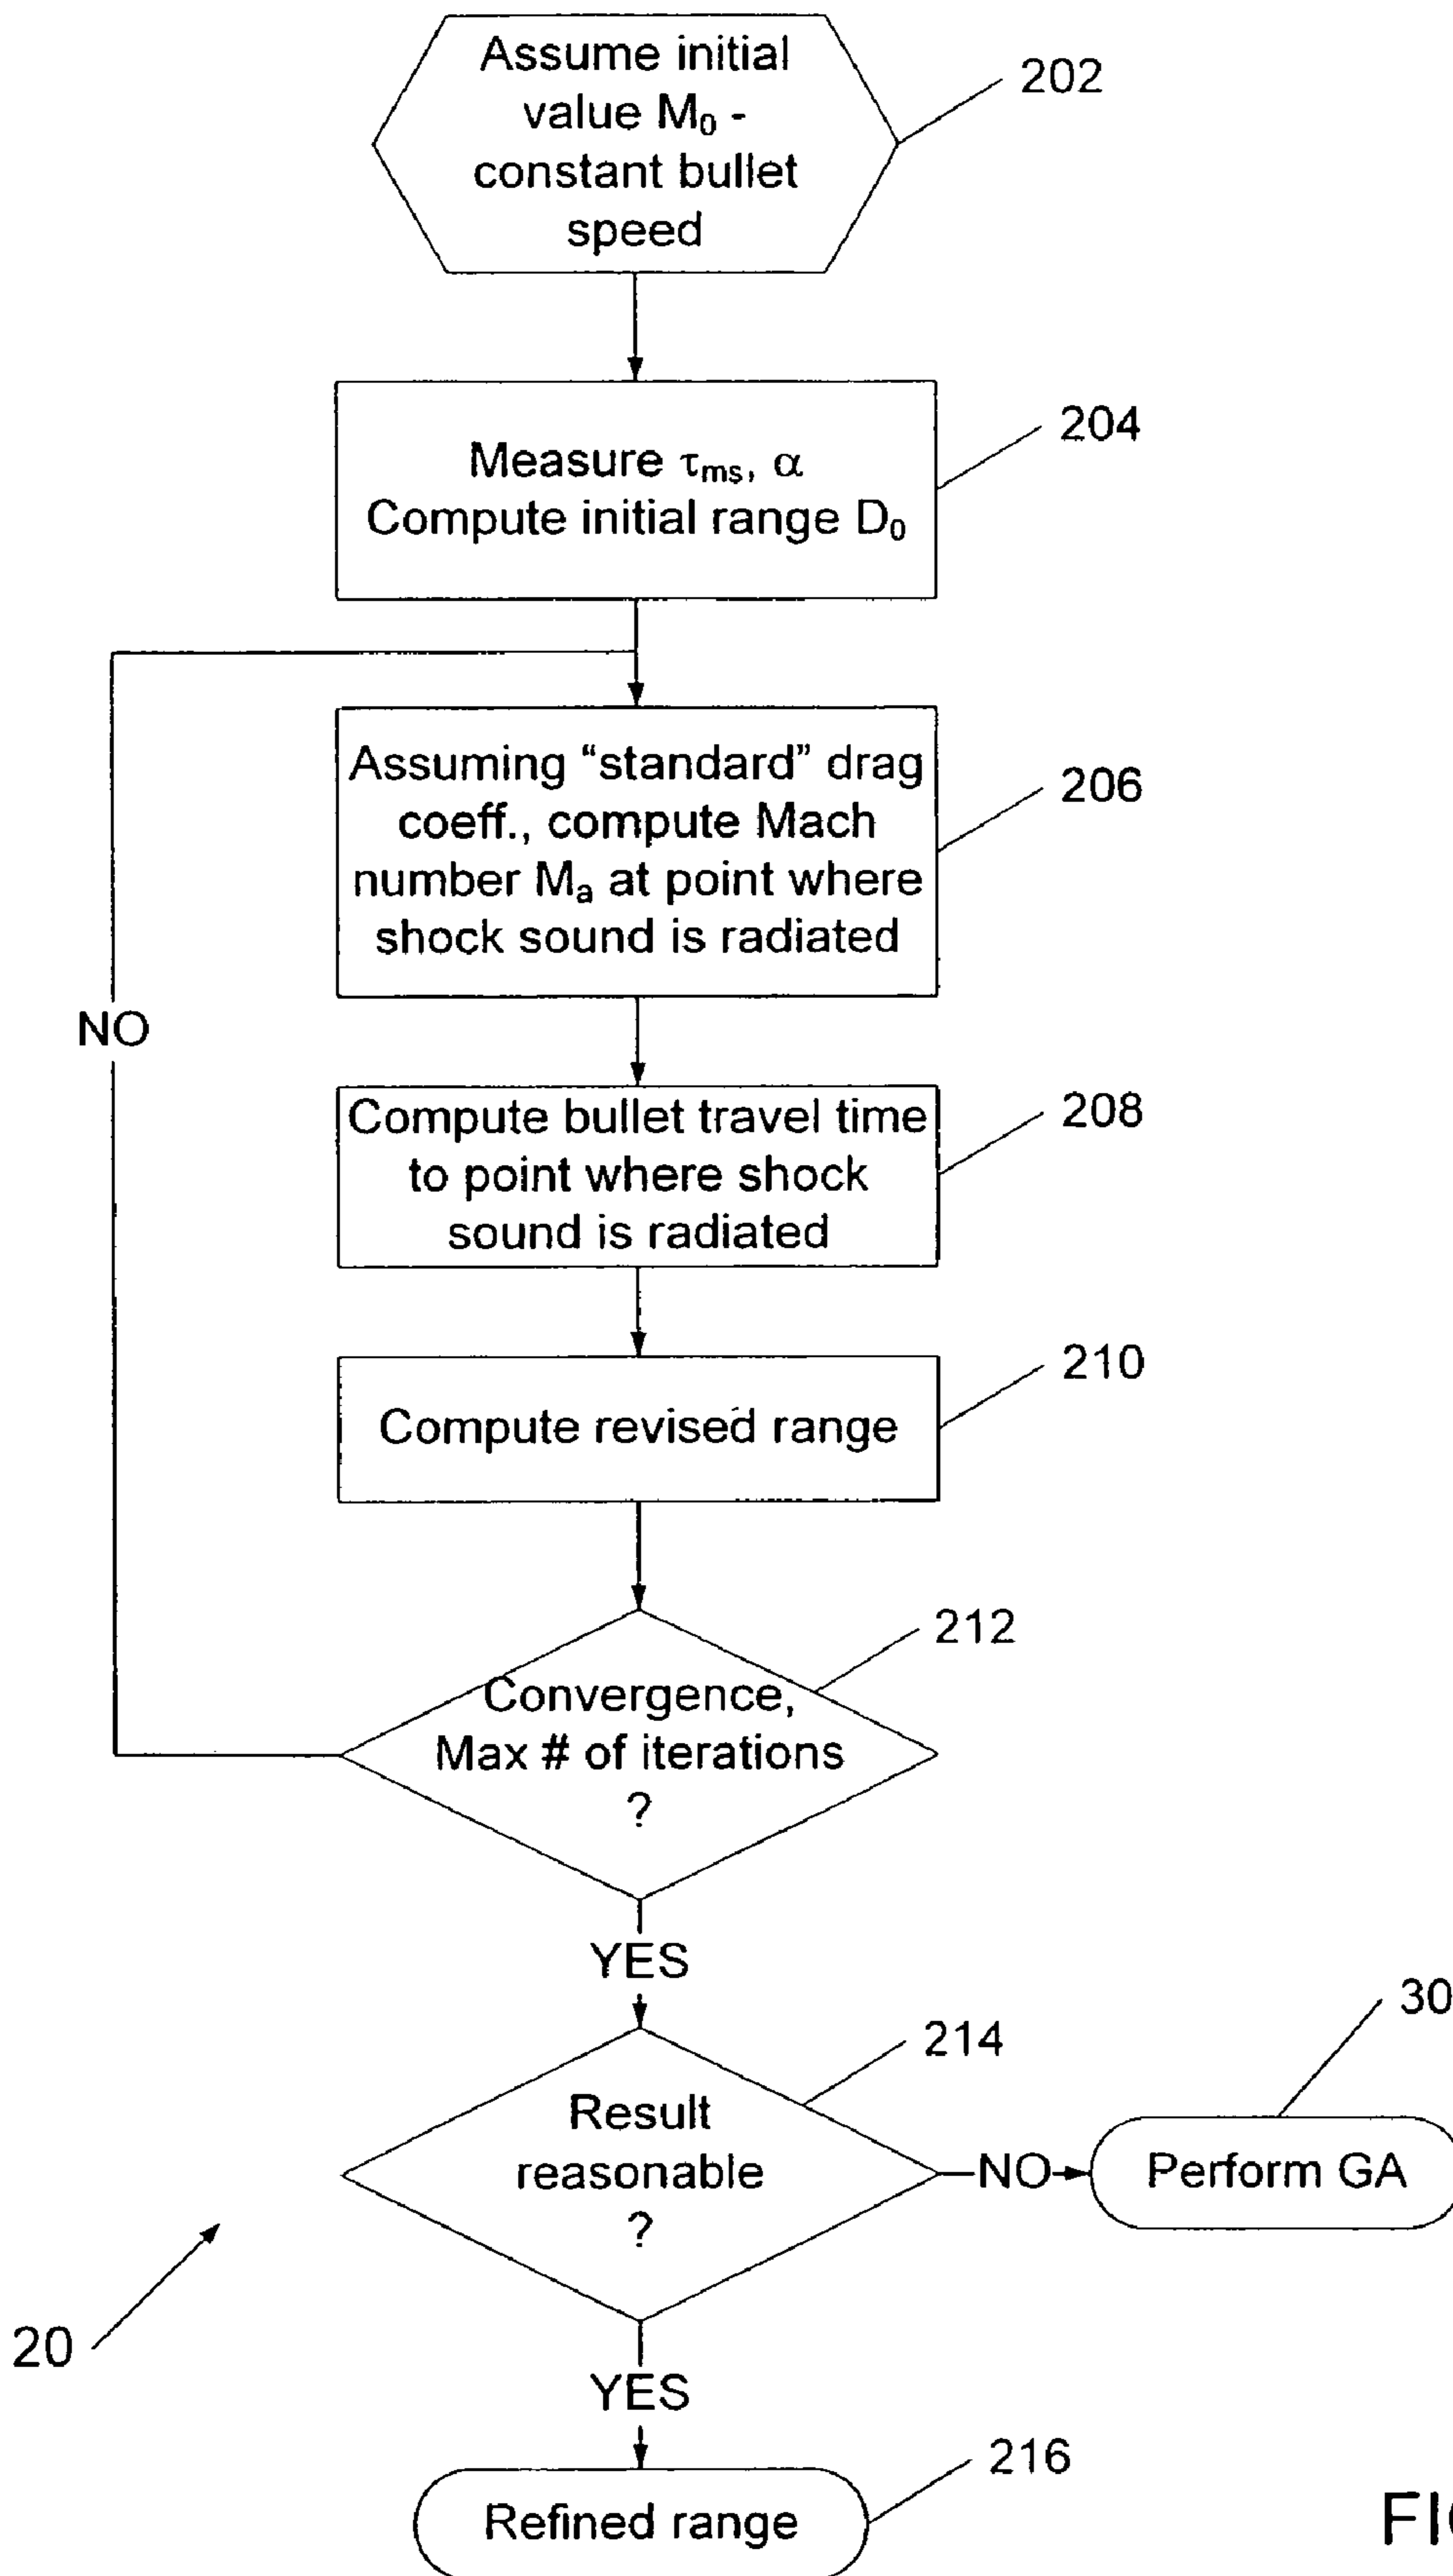 Assume initial
value M₀ -
constant bullet
speed
202
Measure τₘₛ, α
Compute initial range D₀
204
Assuming “standard” drag
coeff., compute Mach
number Mₐ at point where
shock sound is radiated
206
NO
Compute bullet travel time
to point where shock
sound is radiated
208
Compute revised range
210
Convergence,
Max # of iterations
?
212
YES
Result
reasonable
?
214
NO
Perform GA
30
20
YES
Refined range
216